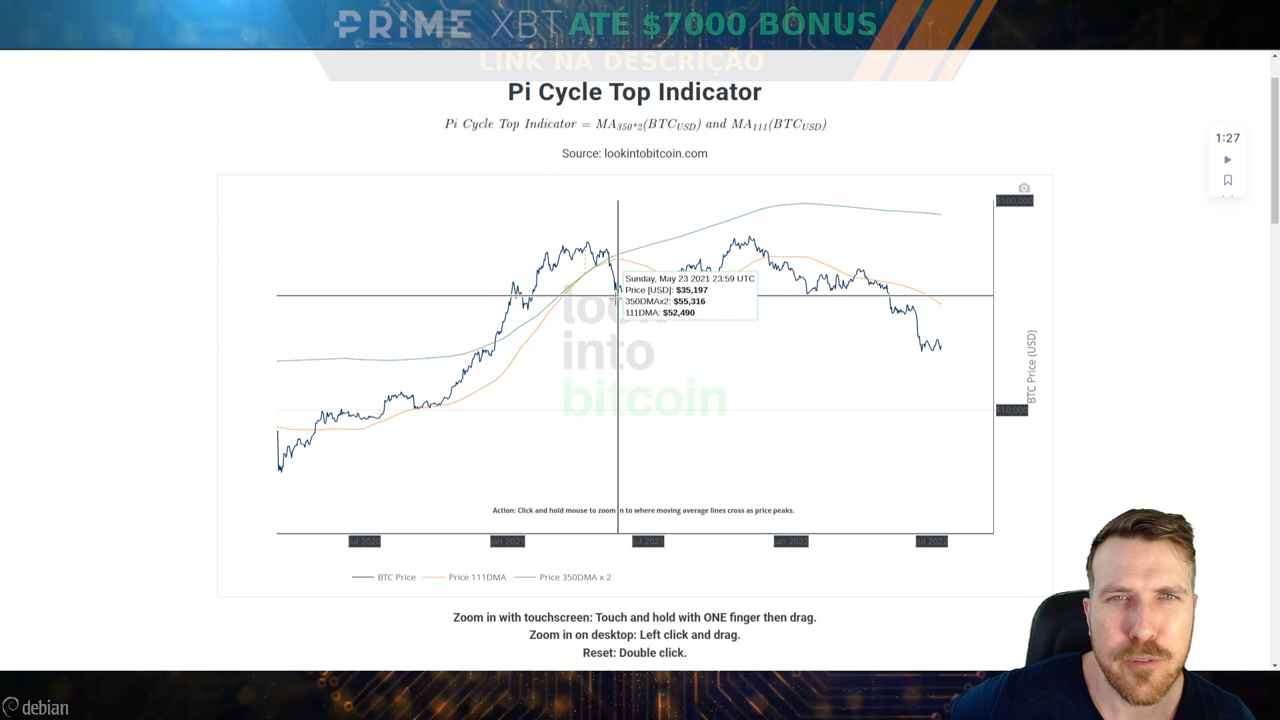 PRIME XBT ATÉ $7000 BÔNUS
LINK NA DESCRIÇÃO
Pi Cycle Top Indicator
Pi Cycle Top Indicator = MA350*2(BTCUSD) and MA111(BTCUSD)
Source: lookintobitcoin.com
1:27
$100,000
Sunday, May 23 2021 23:59 UTC
Price [USD]: $35,197
350DMAx2: $55,316
111DMA: $52,490
look
into
bitcoin
BTC Price (USD)
$10,000
Action: Click and hold mouse to zoom in to where moving average lines cross as price peaks.
Jul 2020 Jan 2021 Jul 2021 Jan 2022 Jul 2022
BTC Price Price 111DMA Price 350DMA x 2
Zoom in with touchscreen: Touch and hold with ONE finger then drag.
Zoom in on desktop: Left click and drag.
Reset: Double click.
debian